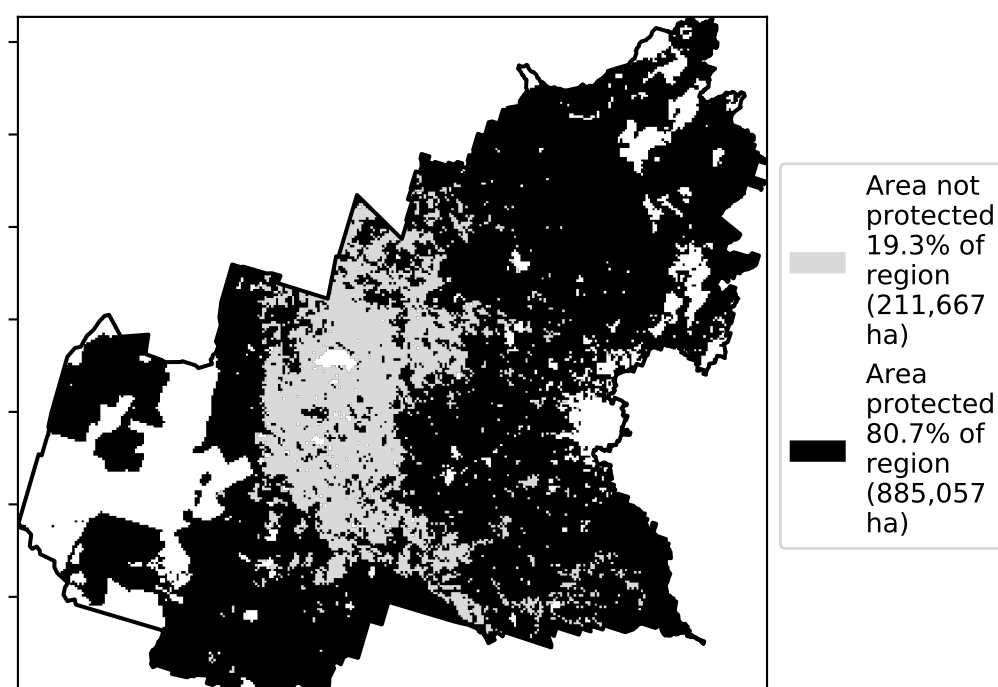 Area not
protected
19.3% of
region
(211,667
ha)
Area
protected
80.7% of
region
(885,057
ha)